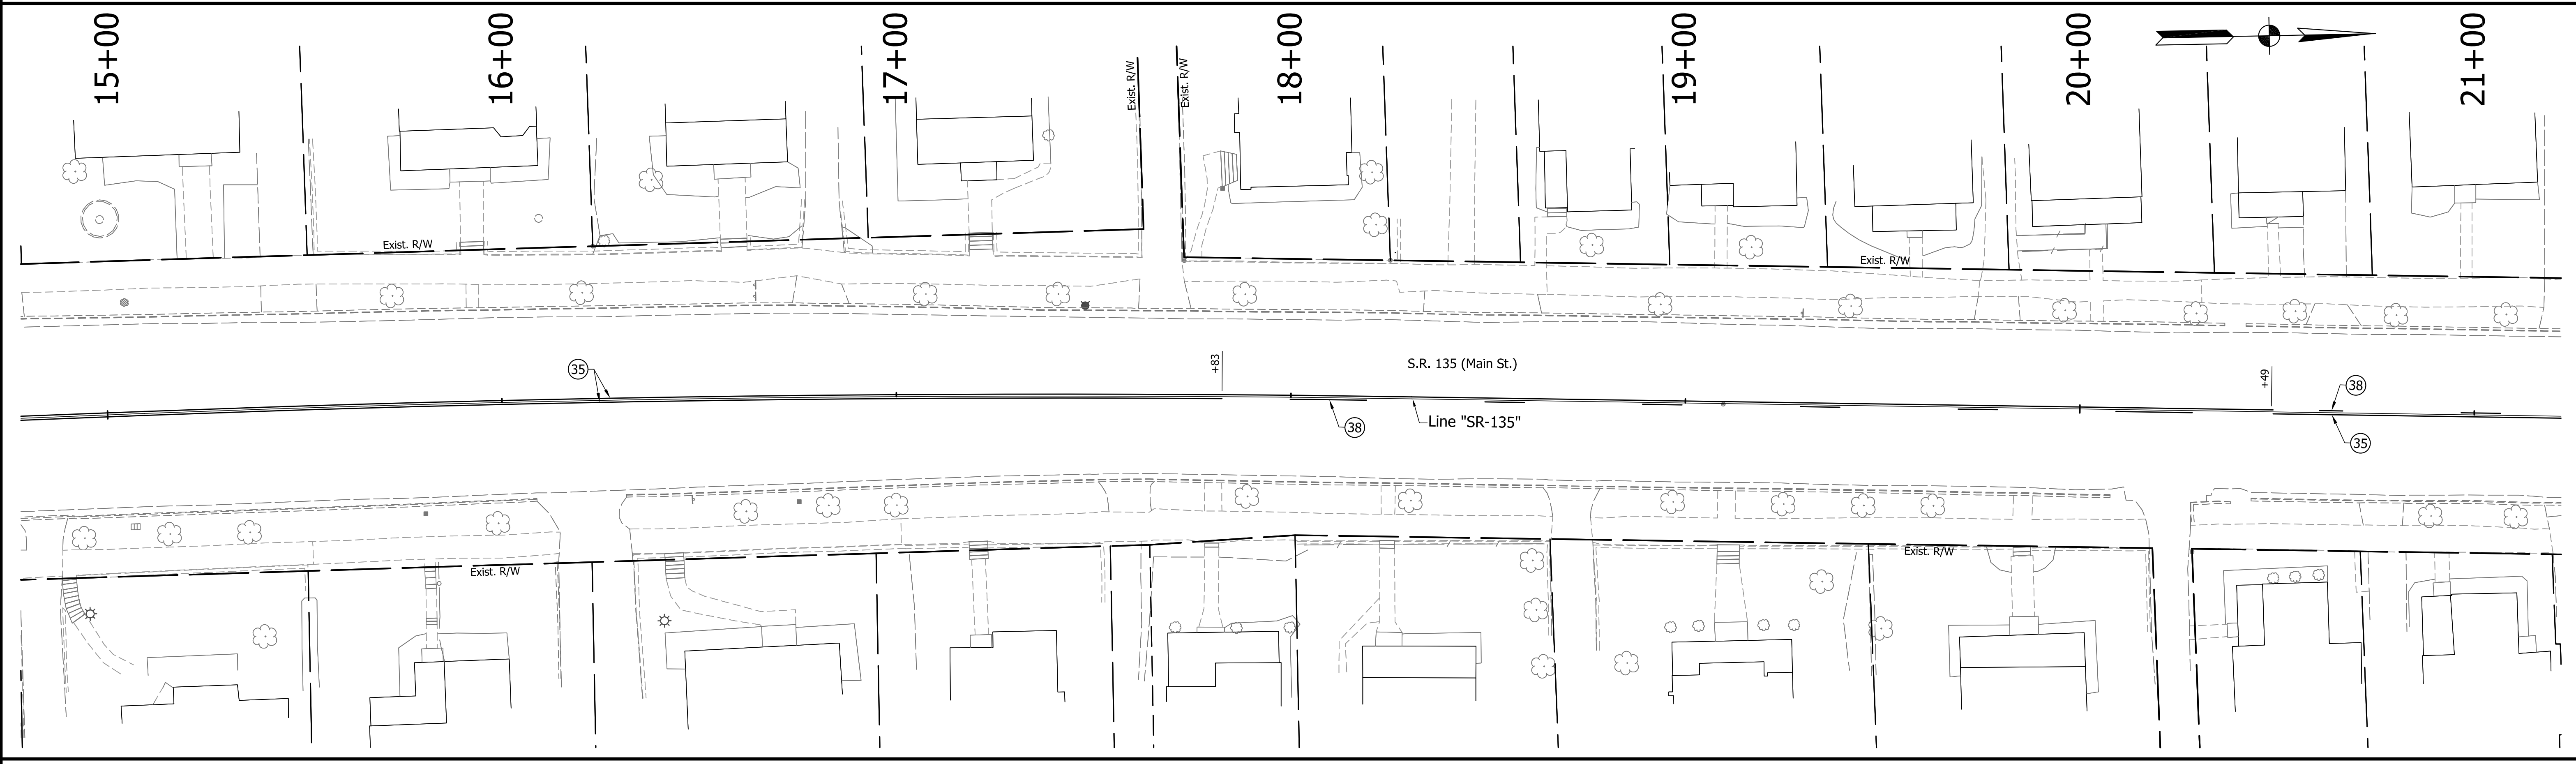 15+00
16+00
17+00
18+00
19+00
20+00
21+00
Exist. R/W
Exist. R/W
Exist. R/W
Exist. R/W
S.R. 135 (Main St.)
+83
+49
35
38
38
Line "SR-135"
35
Exist. R/W
Exist. R/W